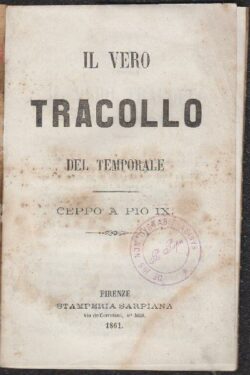 IL VERO
TRACOLLO
DEL TEMPORALE
CEPPO A PIO IX.
FIRENZE
STAMPERIA SARPIANA
1861.